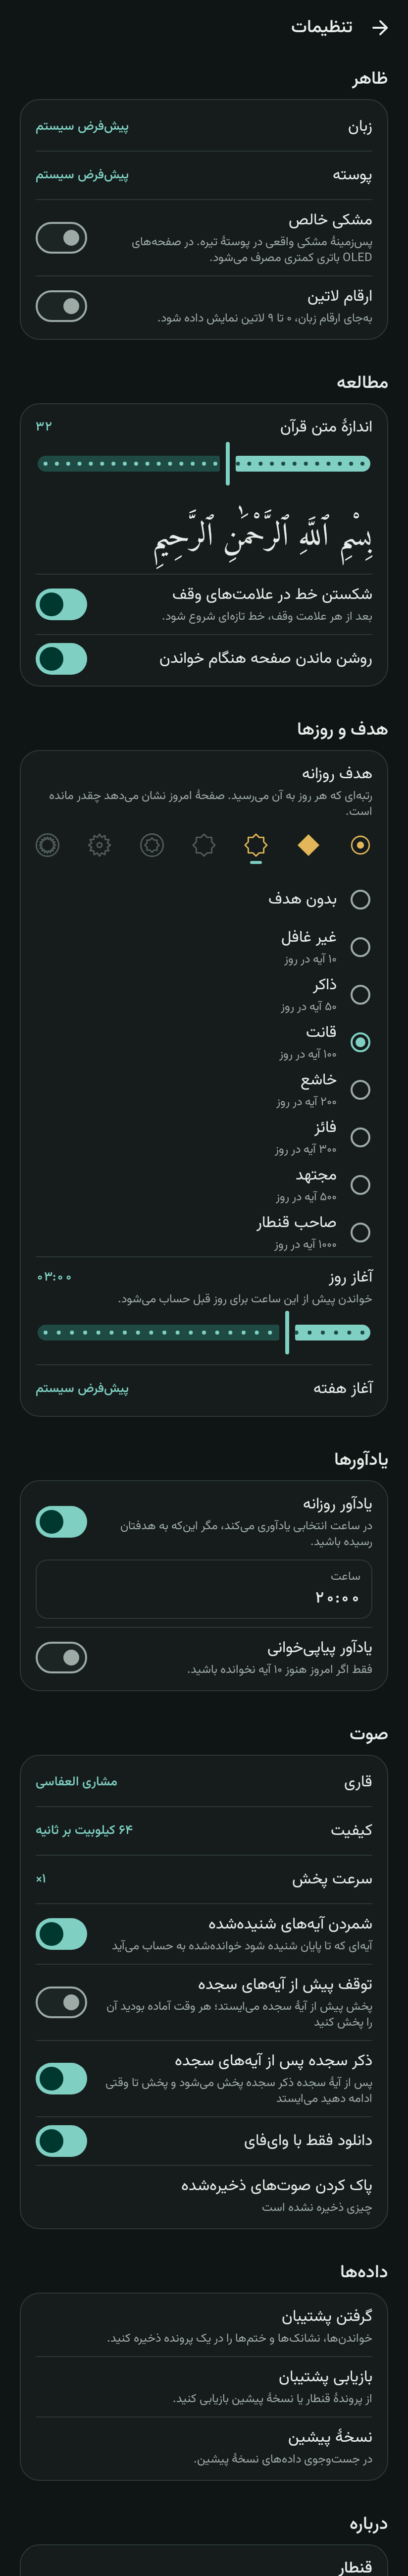 تنظیمات
ظاهر
زبان
پیش‌فرض سیستم
پوسته
پیش‌فرض سیستم
مشکی خالص
پس‌زمینهٔ مشکی واقعی در پوستهٔ تیره. در صفحه‌های
OLED باتری کمتری مصرف می‌شود.
ارقام لاتین
به‌جای ارقام زبان، ۰ تا ۹ لاتین نمایش داده شود.
مطالعه
اندازهٔ متن قرآن
۳۲
بِسْمِ ٱللَّهِ ٱلرَّحْمَٰنِ ٱلرَّحِيمِ
شکستن خط در علامت‌های وقف
بعد از هر علامت وقف، خط تازه‌ای شروع شود.
روشن ماندن صفحه هنگام خواندن
هدف و روزها
هدف روزانه
رتبه‌ای که هر روز به آن می‌رسید. صفحهٔ امروز نشان می‌دهد چقدر مانده
است.
بدون هدف
غیر غافل
۱۰ آیه در روز
ذاکر
۵۰ آیه در روز
قانت
۱۰۰ آیه در روز
خاشع
۲۰۰ آیه در روز
فائز
۳۰۰ آیه در روز
مجتهد
۵۰۰ آیه در روز
صاحب قنطار
۱۰۰۰ آیه در روز
آغاز روز
۰۳:۰۰
خواندن پیش از این ساعت برای روز قبل حساب می‌شود.
آغاز هفته
پیش‌فرض سیستم
یادآورها
یادآور روزانه
در ساعت انتخابی یادآوری می‌کند، مگر این‌که به هدفتان
رسیده باشید.
ساعت
۲۰:۰۰
یادآور پیاپی‌خوانی
فقط اگر امروز هنوز ۱۰ آیه نخوانده باشید.
صوت
قاری
مشاری العفاسی
کیفیت
۶۴ کیلوبیت بر ثانیه
سرعت پخش
۱×
شمردن آیه‌های شنیده‌شده
آیه‌ای که تا پایان شنیده شود خوانده‌شده به حساب می‌آید
توقف پیش از آیه‌های سجده
پخش پیش از آیهٔ سجده می‌ایستد؛ هر وقت آماده بودید آن
را پخش کنید
ذکر سجده پس از آیه‌های سجده
پس از آیهٔ سجده ذکر سجده پخش می‌شود و پخش تا وقتی
ادامه دهید می‌ایستد
دانلود فقط با وای‌فای
پاک کردن صوت‌های ذخیره‌شده
چیزی ذخیره نشده است
داده‌ها
گرفتن پشتیبان
خواندن‌ها، نشانک‌ها و ختم‌ها را در یک پرونده ذخیره کنید.
بازیابی پشتیبان
از پروندهٔ قنطار یا نسخهٔ پیشین بازیابی کنید.
نسخهٔ پیشین
در جست‌وجوی داده‌های نسخهٔ پیشین.
درباره
قنطار